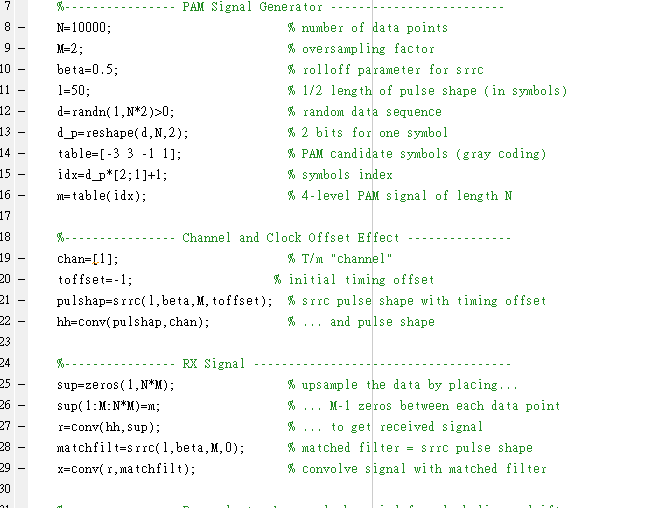 7 %---------------- PAM Signal Generator ------------------------
8 - N=10000; % number of data points
9 - M=2; % oversampling factor
10 - beta=0.5; % rolloff parameter for srrc
11 - l=50; % 1/2 length of pulse shape (in symbols)
12 - d=randn(1,N*2)>0; % random data sequence
13 - d_p=reshape(d,N,2); % 2 bits for one symbol
14 - table=[-3 3 -1 1]; % PAM candidate symbols (gray coding)
15 - idx=d_p*[2;1]+1; % symbols index
16 - m=table(idx); % 4-level PAM signal of length N
17
18 %---------------- Channel and Clock Offset Effect --------------
19 - chan=[1]; % T/m "channel"
20 - toffset=-1; % initial timing offset
21 - pulshap=srrc(l,beta,M,toffset); % srrc pulse shape with timing offset
22 - hh=conv(pulshap,chan); % ... and pulse shape
23
24 %---------------- RX Signal -----------------------------------
25 - sup=zeros(1,N*M); % upsample the data by placing...
26 - sup(1:M:N*M)=m; % ... M-1 zeros between each data point
27 - r=conv(hh,sup); % ... to get received signal
28 - matchfilt=srrc(l,beta,M,0); % matched filter = srrc pulse shape
29 - x=conv(r,matchfilt); % convolve signal with matched filter
30